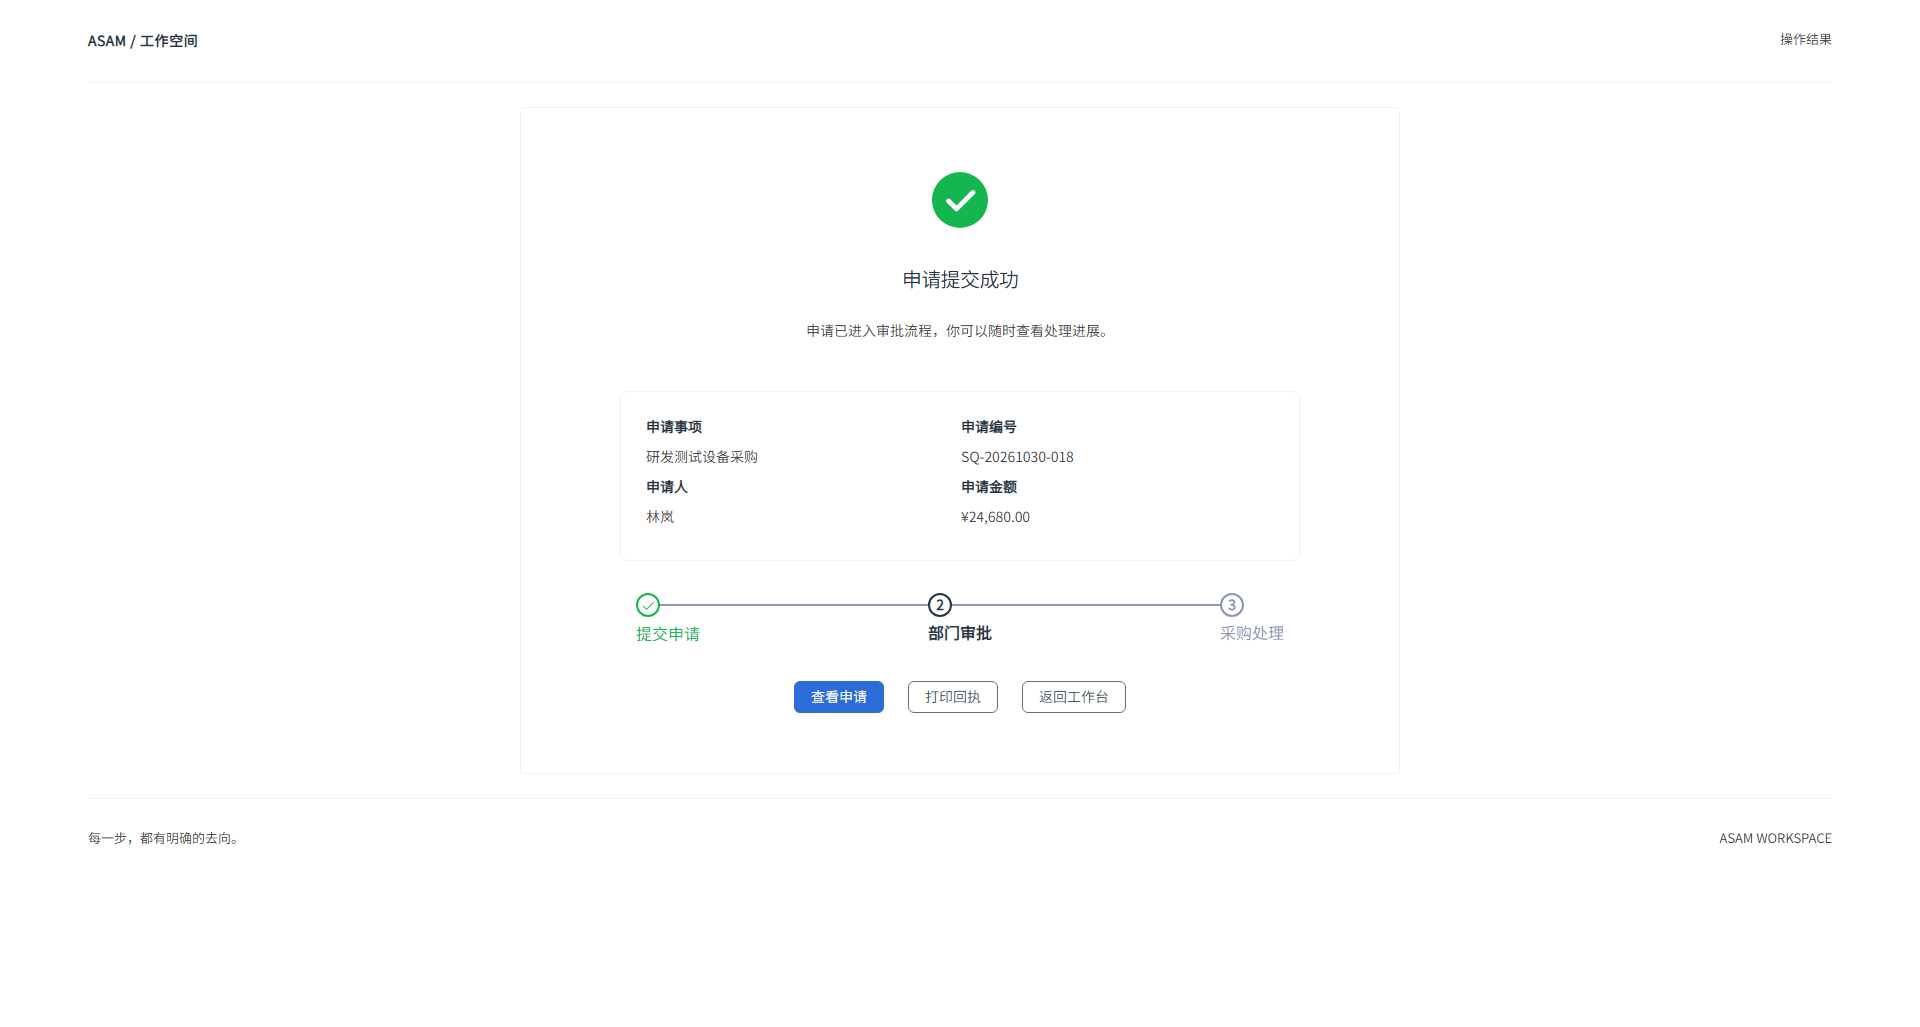 ASAM / 工作空间
操作结果
申请提交成功
申请已进入审批流程，你可以随时查看处理进展。
申请事项
申请编号
研发测试设备采购
SQ-20261030-018
申请人
申请金额
林岚
¥24,680.00
2
3
提交申请
部门审批
采购处理
查看申请
打印回执
返回工作台
每一步，都有明确的去向。
ASAM WORKSPACE